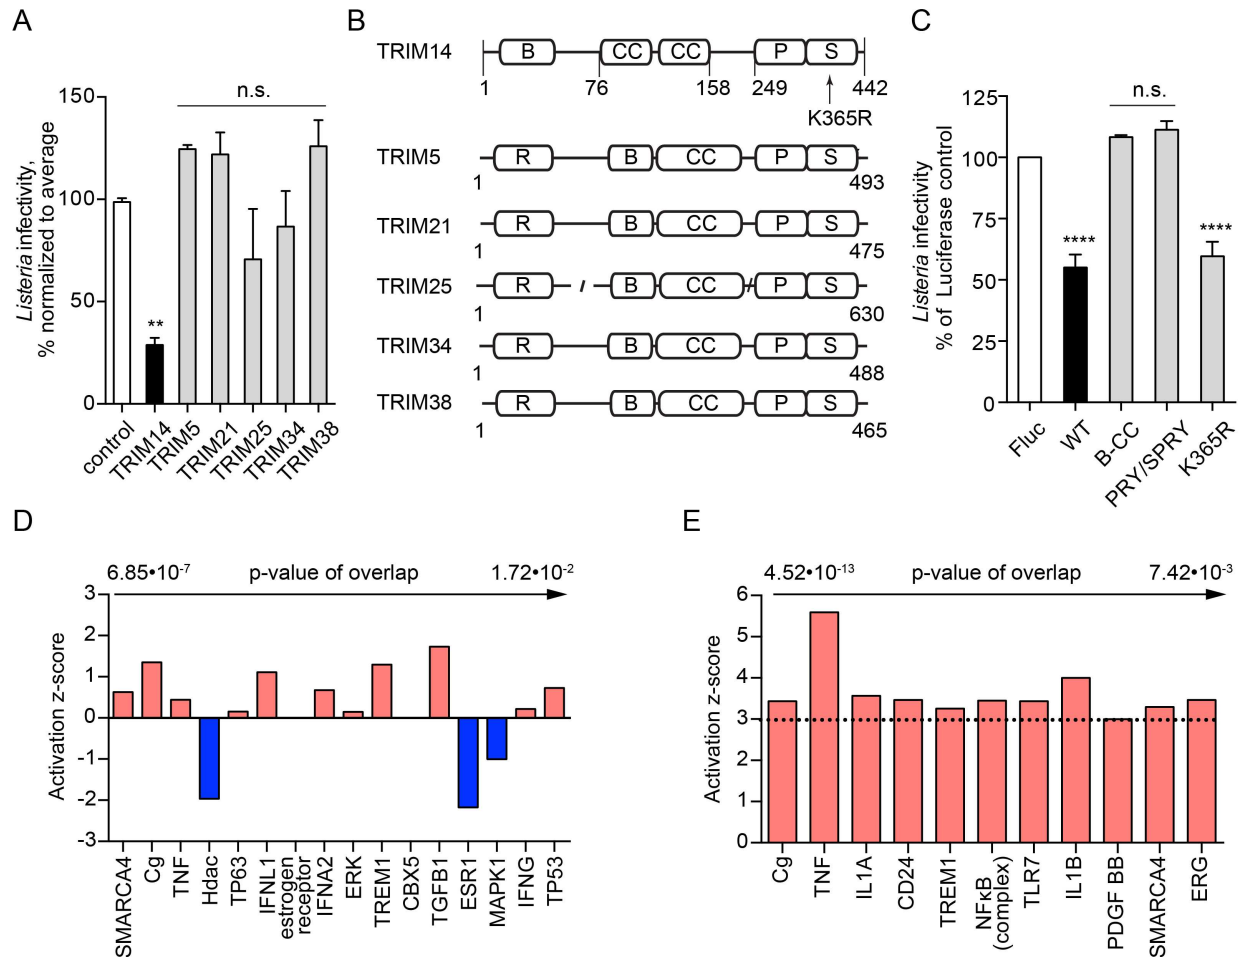 A
Listeria infectivity,
% normalized to average
150
100
50
0
n.s.
**
control
TRIM14
TRIM5
TRIM21
TRIM25
TRIM34
TRIM38
B
TRIM14
B
CC
CC
P
S
1
76
158
249
442
K365R
TRIM5
R
B
CC
P
S
1
493
TRIM21
R
B
CC
P
S
1
475
TRIM25
R
B
CC
P
S
1
630
TRIM34
R
B
CC
P
S
1
488
TRIM38
R
B
CC
P
S
1
465
C
Listeria infectivity
% of Luciferase control
125
100
75
50
25
0
n.s.
****
****
Fluc
WT
B-CC
PRY/SPRY
K365R
D
6.85•10-7
p-value of overlap
1.72•10-2
Activation z-score
3
2
1
0
-1
-2
-3
SMARCA4
Cg
TNF
Hdac
TP63
IFNL1
estrogen
receptor
IFNA2
ERK
TREM1
CBX5
TGFB1
ESR1
MAPK1
IFNG
TP53
E
4.52•10-13
p-value of overlap
7.42•10-3
Activation z-score
6
5
4
3
2
1
0
Cg
TNF
IL1A
CD24
TREM1
NFκB
(complex)
TLR7
IL1B
PDGF BB
SMARCA4
ERG